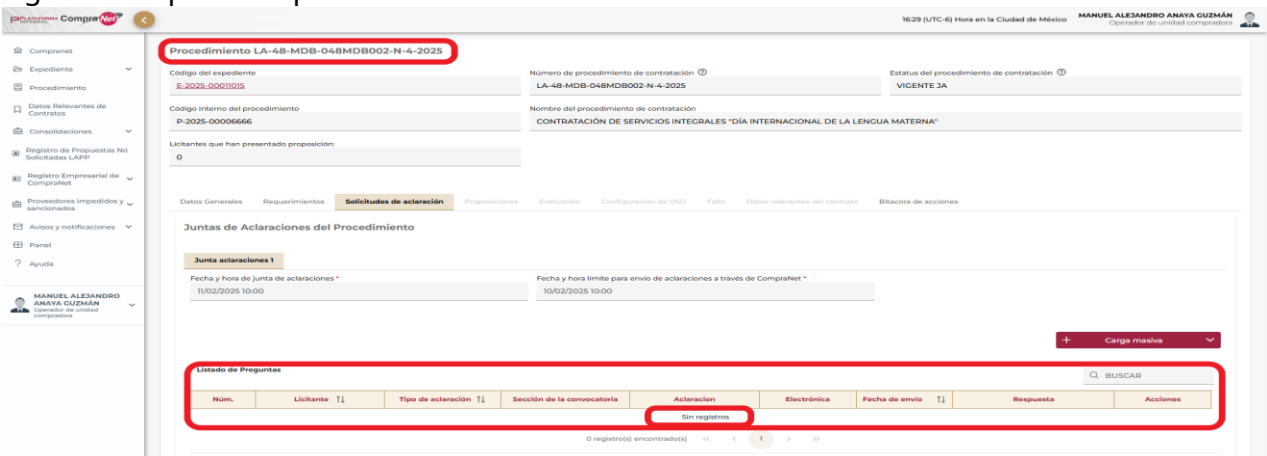 PLATAFORMA INTEGRAL CompraNet
16:29 (UTC-6) Hora en la Ciudad de México
MANUEL ALEJANDRO ANAYA GUZMÁN
Operador de unidad compradora
Compranet
Expediente
Procedimiento
Datos Relevantes de
Contratos
Consolidaciones
Registro de Propuestas No
Solicitadas LAPP
Registro Empresarial de
CompraNet
Proveedores impedidos y
sancionados
Avisos y notificaciones
Panel
Ayuda
MANUEL ALEJANDRO
ANAYA GUZMÁN
Operador de unidad
compradora
Procedimiento LA-48-MDB-048MDB002-N-4-2025
Código del expediente
E-2025-00011015
Número de procedimiento de contratación
LA-48-MDB-048MDB002-N-4-2025
Estatus del procedimiento de contratación
VIGENTE JA
Código interno del procedimiento
P-2025-00006666
Nombre del procedimiento de contratación
CONTRATACIÓN DE SERVICIOS INTEGRALES "DÍA INTERNACIONAL DE LA LENGUA MATERNA"
Licitantes que han presentado proposición:
0
Datos Generales Requerimientos Solicitudes de aclaración Proposiciones Evaluación Configuración de OSD Fallo Datos relevantes del contrato Bitacora de acciones
Juntas de Aclaraciones del Procedimiento
Junta aclaraciones 1
Fecha y hora de junta de aclaraciones *
11/02/2025 10:00
Fecha y hora límite para envío de aclaraciones a través de CompraNet *
10/02/2025 10:00
+ Carga masiva
Listado de Preguntas
BUSCAR
Núm. Licitante Tipo de aclaración Sección de la convocatoria Aclaracion Electrónica Fecha de envío Respuesta Acciones
Sin registros
0 registro(s) encontrado(s) << < 1 > >>